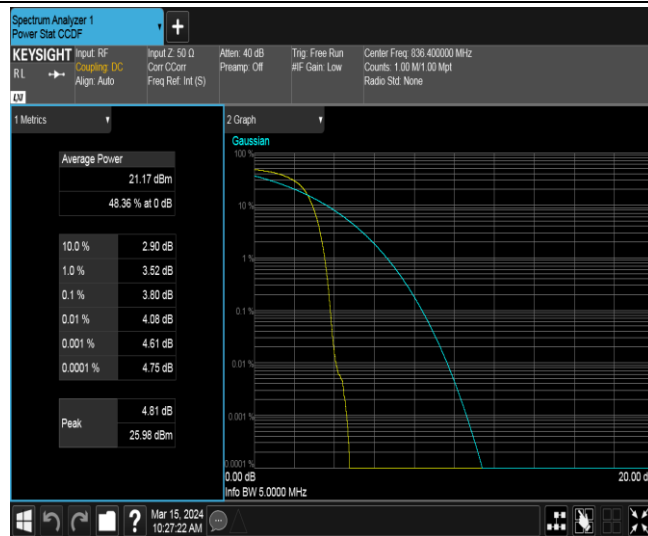 Spectrum Analyzer 1
Power Stat CCDF
+
KEYSIGHT
RL
LXI
Input: RF
Coupling: DC
Align: Auto
Input Z: 50 Ω
Corr CCorr
Freq Ref: Int (S)
Atten: 40 dB
Preamp: Off
Trig: Free Run
#IF Gain: Low
Center Freq: 836.400000 MHz
Counts: 1.00 M/1.00 Mpt
Radio Std: None
1 Metrics
Average Power
21.17 dBm
48.36 % at 0 dB
10.0 % 2.90 dB
1.0 % 3.52 dB
0.1 % 3.80 dB
0.01 % 4.08 dB
0.001 % 4.61 dB
0.0001 % 4.75 dB
Peak
4.81 dB
25.98 dBm
2 Graph
Gaussian
100 %
10 %
1 %
0.1 %
0.01 %
0.001 %
0.0001 %
0.00 dB
20.00 d
Info BW 5.0000 MHz
?
Mar 15, 2024
10:27:22 AM